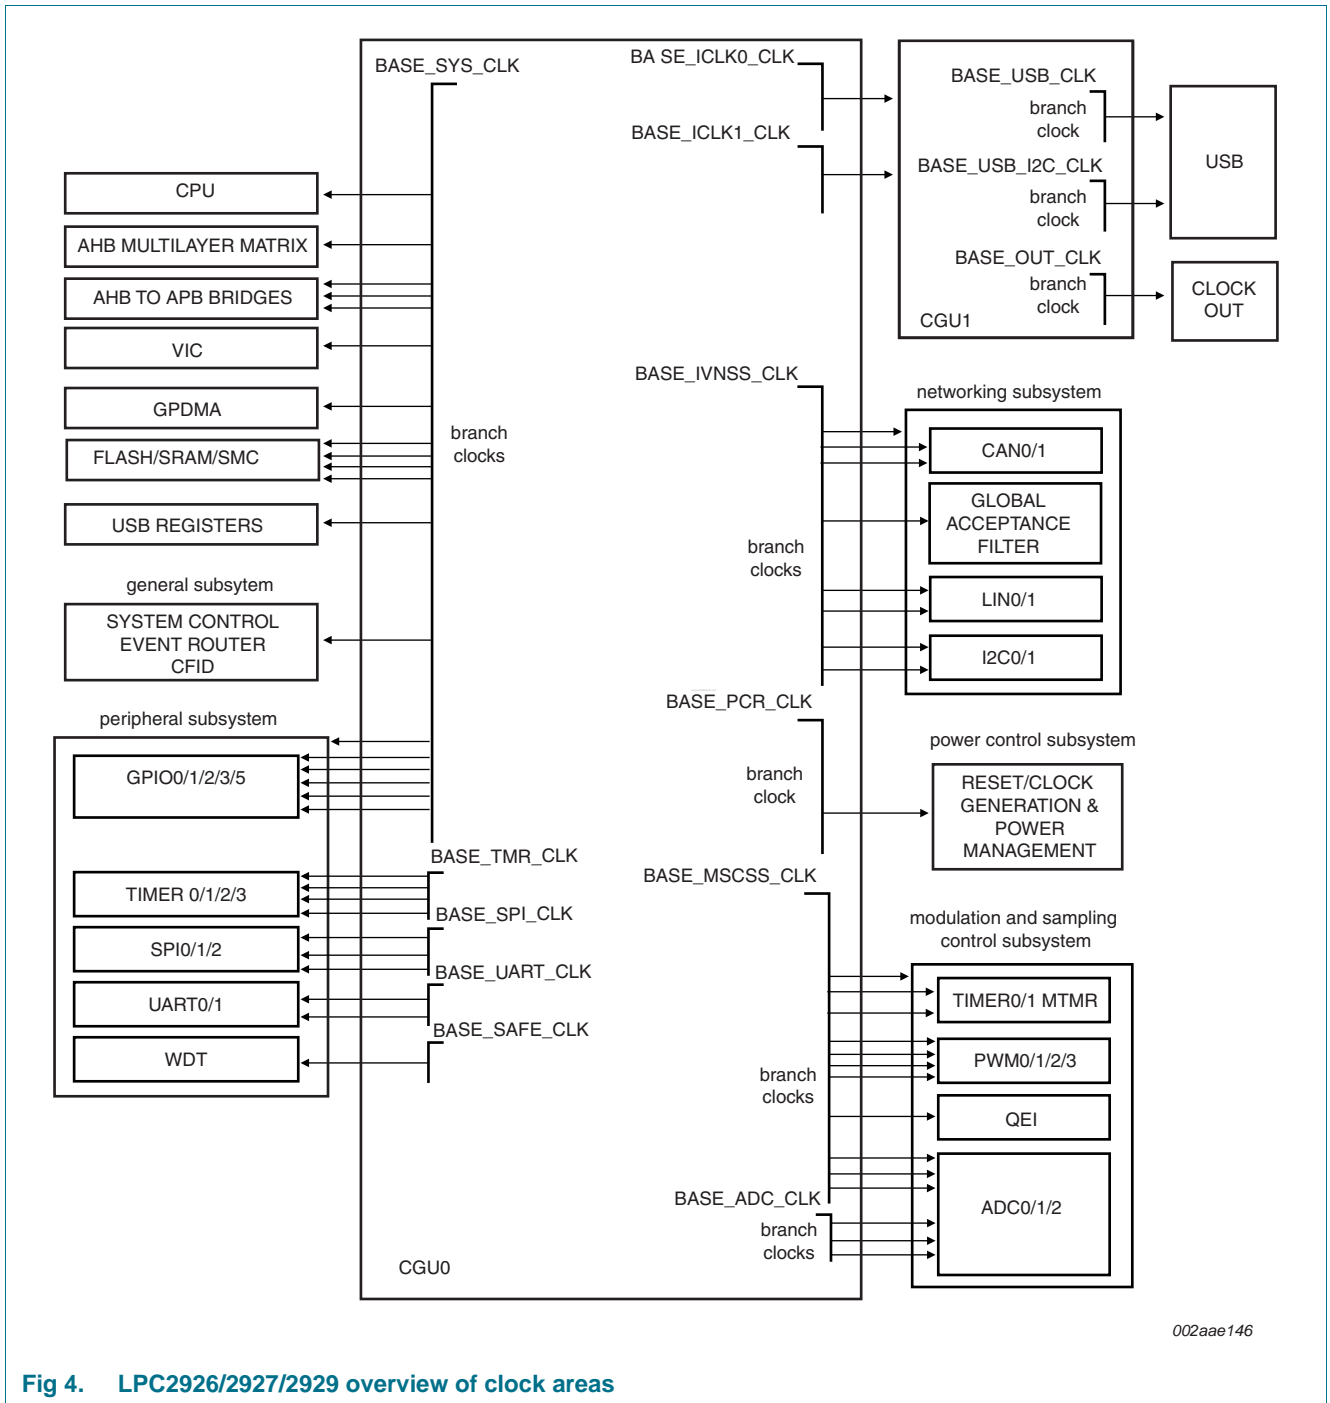 BASE_SYS_CLK
BA SE_ICLK0_CLK
BASE_ICLK1_CLK
BASE_USB_CLK
branch
clock
BASE_USB_I2C_CLK
branch
clock
BASE_OUT_CLK
branch
clock
CGU1
USB
CLOCK
OUT
CPU
AHB MULTILAYER MATRIX
AHB TO APB BRIDGES
VIC
GPDMA
FLASH/SRAM/SMC
USB REGISTERS
branch
clocks
general subsytem
SYSTEM CONTROL
EVENT ROUTER
CFID
peripheral subsystem
GPIO0/1/2/3/5
TIMER 0/1/2/3
SPI0/1/2
UART0/1
WDT
BASE_TMR_CLK
BASE_SPI_CLK
BASE_UART_CLK
BASE_SAFE_CLK
BASE_IVNSS_CLK
branch
clocks
networking subsystem
CAN0/1
GLOBAL
ACCEPTANCE
FILTER
LIN0/1
I2C0/1
BASE_PCR_CLK
branch
clock
power control subsystem
RESET/CLOCK
GENERATION &
POWER
MANAGEMENT
BASE_MSCSS_CLK
branch
clocks
modulation and sampling
control subsystem
TIMER0/1 MTMR
PWM0/1/2/3
QEI
ADC0/1/2
BASE_ADC_CLK
branch
clocks
CGU0
002aae146
Fig 4. LPC2926/2927/2929 overview of clock areas